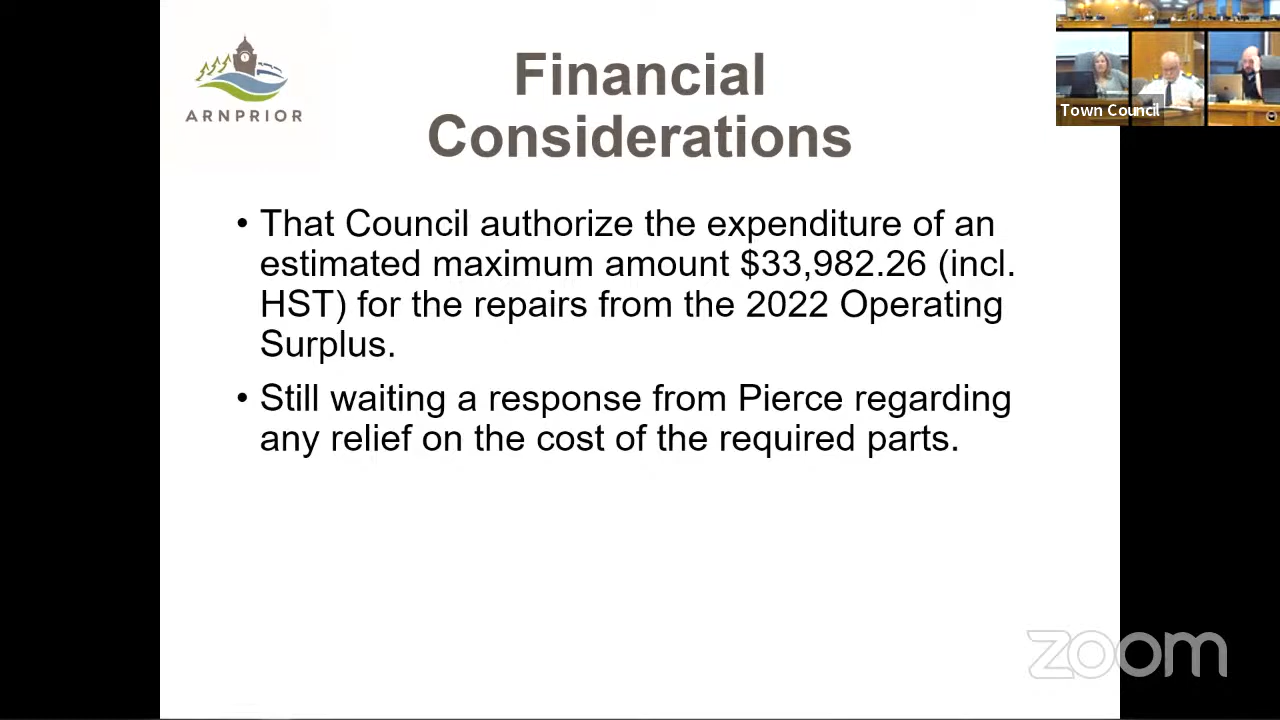 ARNPRIOR
Financial
Considerations
Town Council
• That Council authorize the expenditure of an
estimated maximum amount $33,982.26 (incl.
HST) for the repairs from the 2022 Operating
Surplus.
• Still waiting a response from Pierce regarding
any relief on the cost of the required parts.
zoom